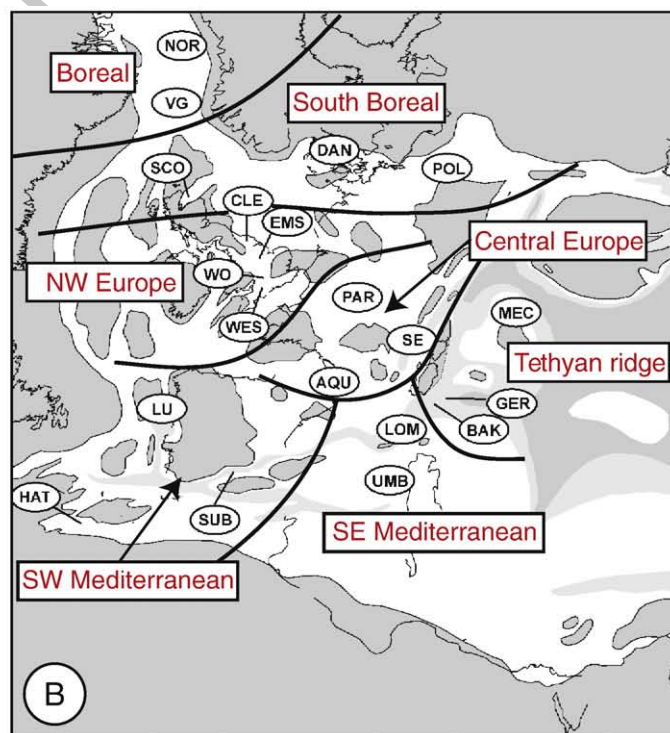 NOR
Boreal
VG
South Boreal
DAN
SCO
POL
CLE
EMS
Central Europe
NW Europe
WO
PAR
MEC
WES
SE
Tethyan ridge
AQU
LU
GER
LOM
BAK
UMB
HAT
SUB
SE Mediterranean
SW Mediterranean
B